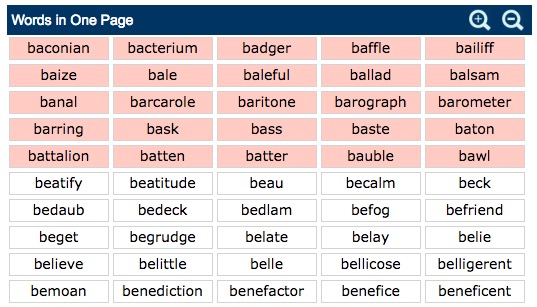 Words in One Page
baconian bacterium badger baffle bailiff
baize bale baleful ballad balsam
banal barcarole baritone barograph barometer
barring bask bass baste baton
battalion batten batter bauble bawl
beatify beatitude beau becalm beck
bedaub bedeck bedlam befog befriend
beget begrudge belate belay belie
believe belittle belle bellicose belligerent
bemoan benediction benefactor benefice beneficent